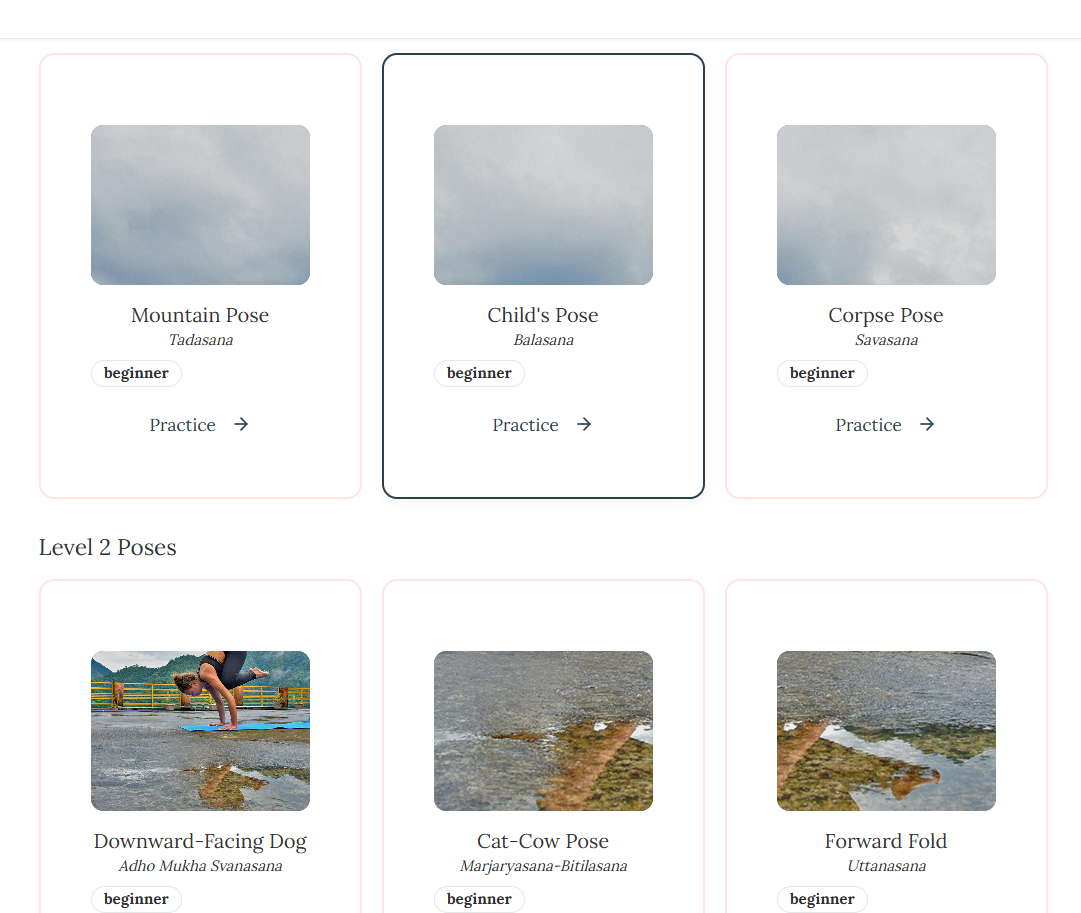 Mountain Pose
Tadasana
beginner
Practice →
Child's Pose
Balasana
beginner
Practice →
Corpse Pose
Savasana
beginner
Practice →
Level 2 Poses
Downward-Facing Dog
Adho Mukha Svanasana
beginner
Cat-Cow Pose
Marjaryasana-Bitilasana
beginner
Forward Fold
Uttanasana
beginner